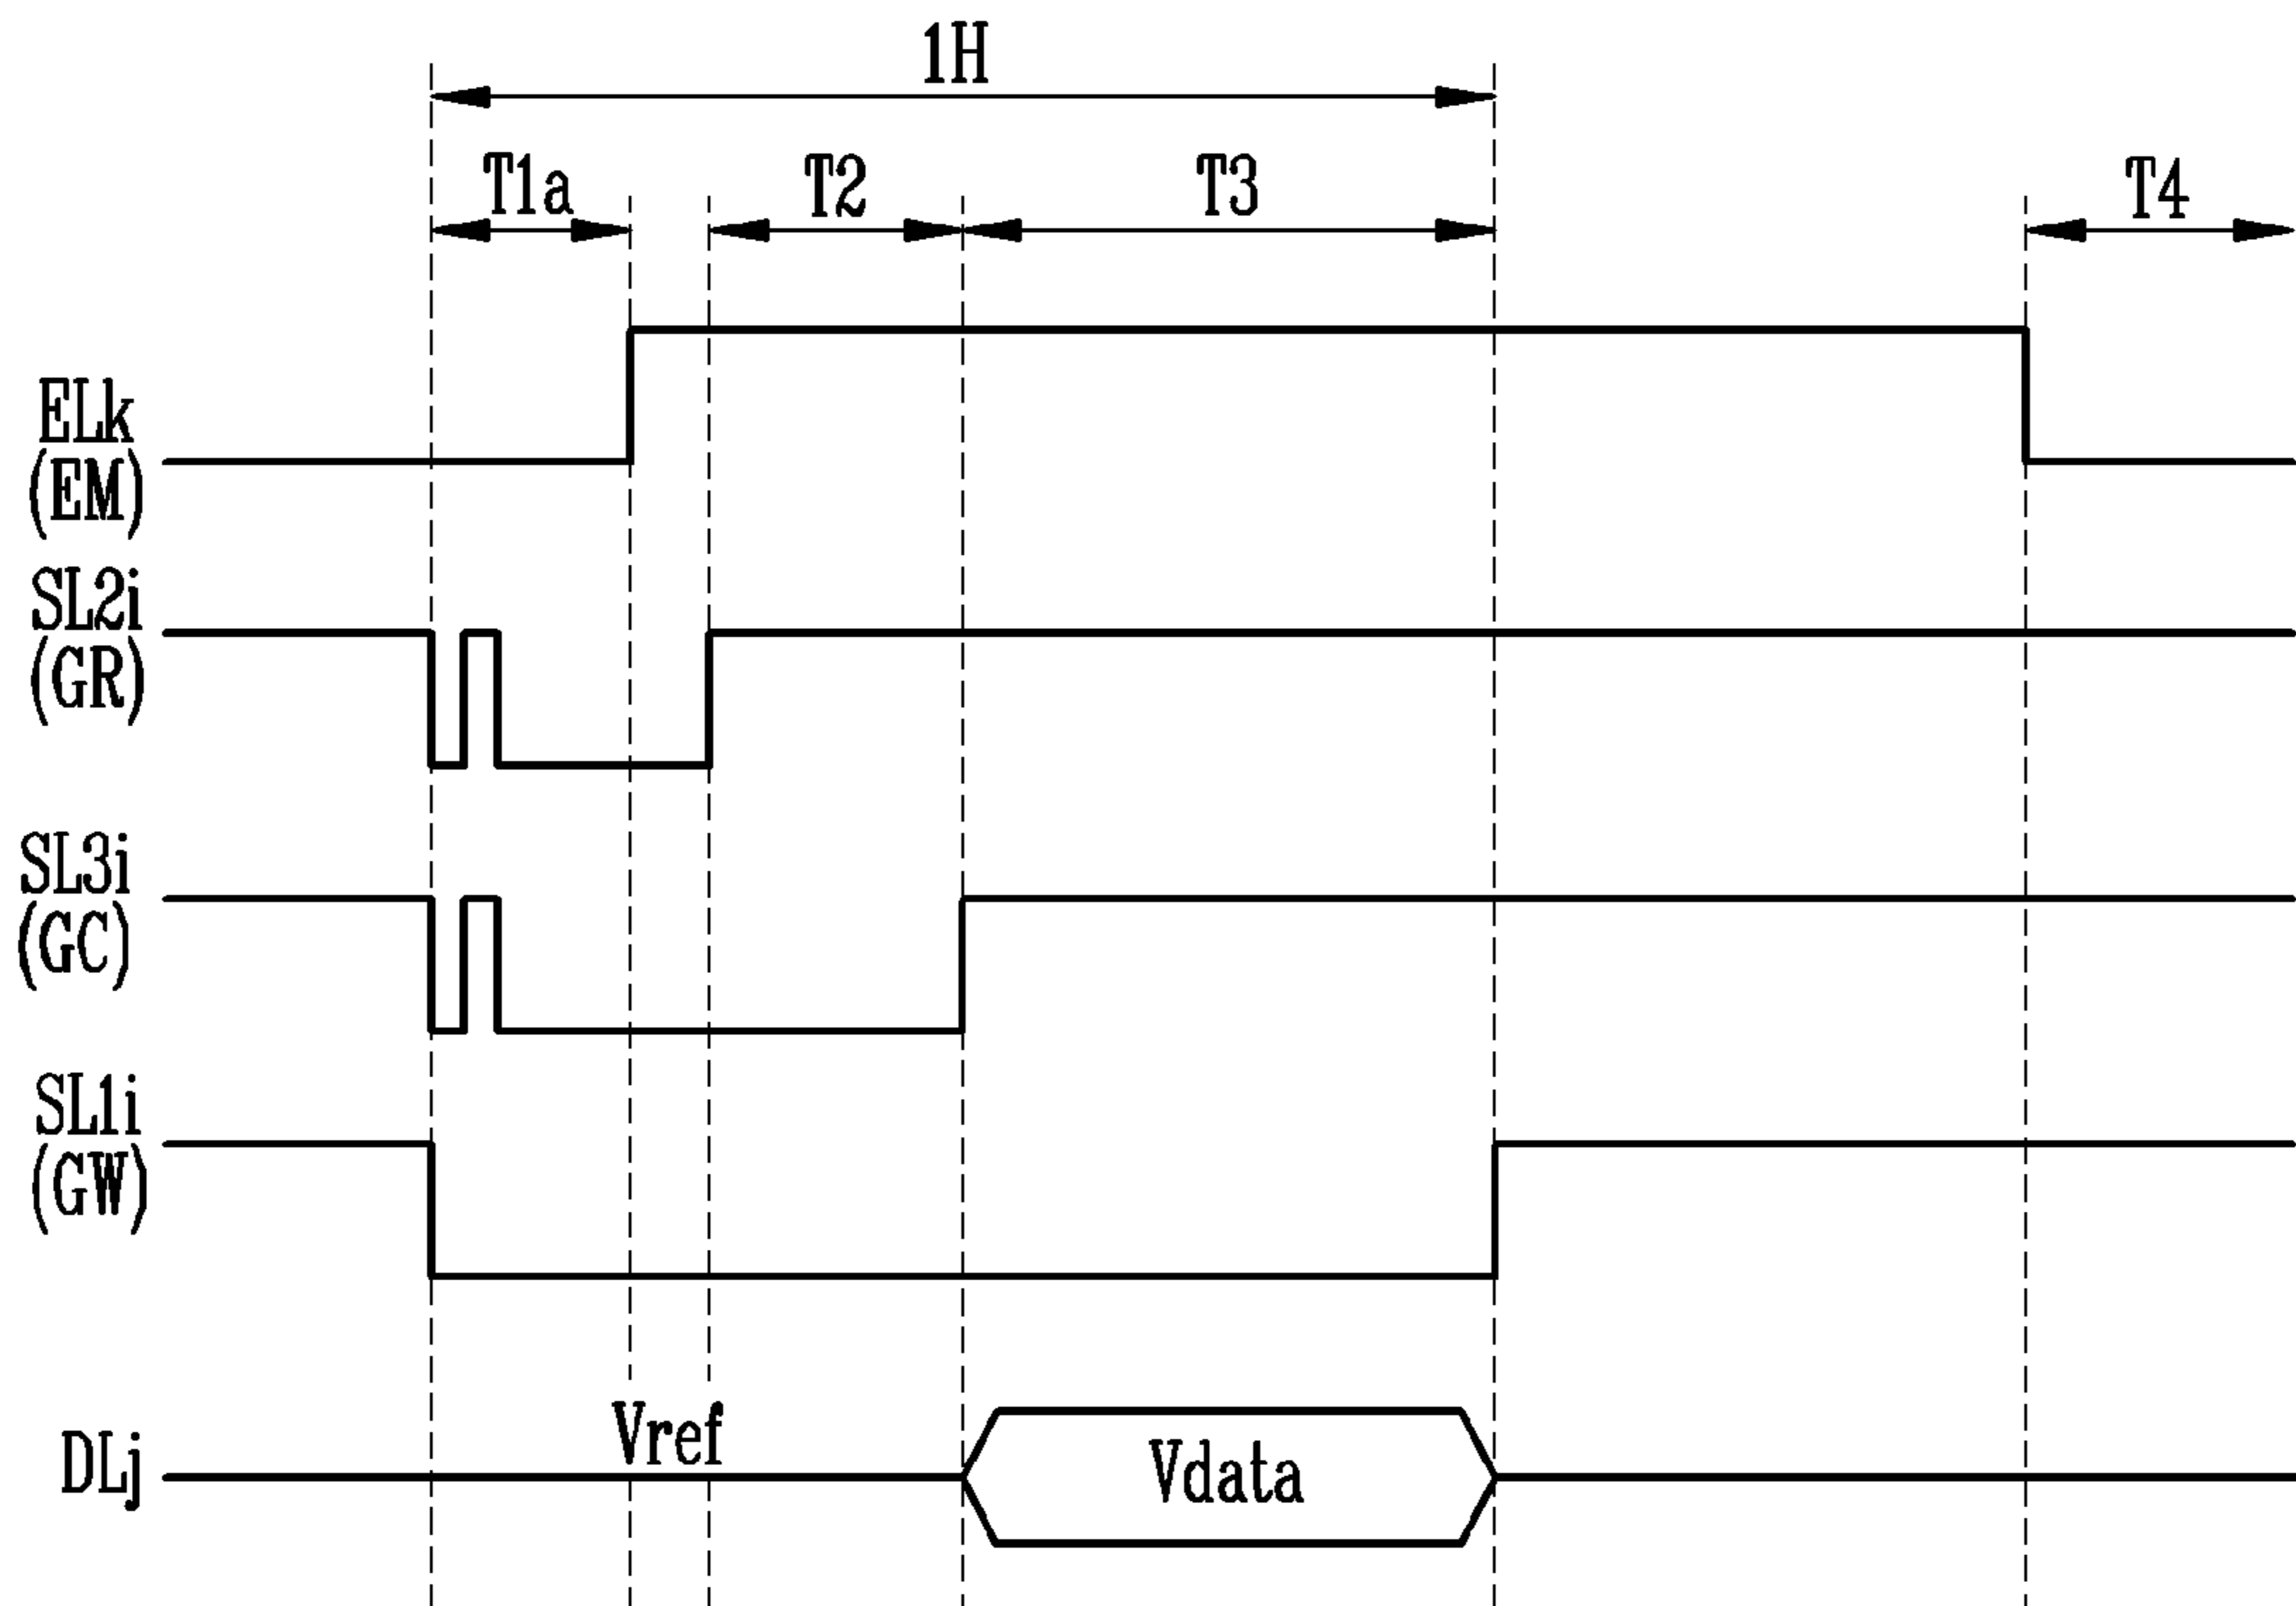 1H
T1a
T2
T3
T4
ELk
(EM)
SL2i
(GR)
SL3i
(GC)
SL1i
(GW)
Vref
DLj
Vdata